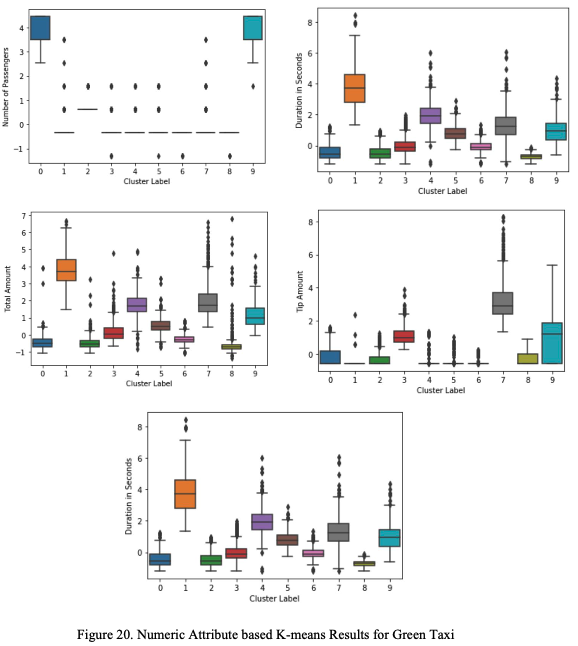 4
3
2
1
0
−1
Number of Passengers
0 1 2 3 4 5 6 7 8 9
Cluster Label
8
6
4
2
0
Duration in Seconds
0 1 2 3 4 5 6 7 8 9
Cluster Label
7
6
5
4
3
2
1
0
−1
Total Amount
0 1 2 3 4 5 6 7 8 9
Cluster Label
8
6
4
2
0
Tip Amount
0 1 2 3 4 5 6 7 8 9
Cluster Label
8
6
4
2
0
Duration in Seconds
0 1 2 3 4 5 6 7 8 9
Cluster Label
Figure 20. Numeric Attribute based K-means Results for Green Taxi